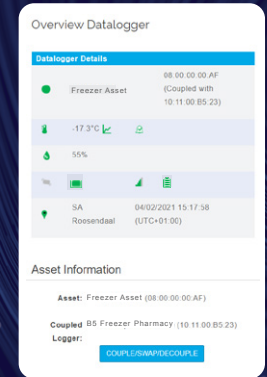 Overview Datalogger
Datalogger Details
Freezer Asset
08.00.00.00.AF
(Coupled with
10:11:00:B5:23)
-17.3°C
55%
SA
Roosendaal
04/02/2021 15:17:58
(UTC+01:00)
Asset Information
Asset: Freezer Asset (08:00:00:00:AF)
Coupled Logger: B5 Freezer Pharmacy (10:11:00:B5:23)
COUPLE/SWAP/DECOUPLE